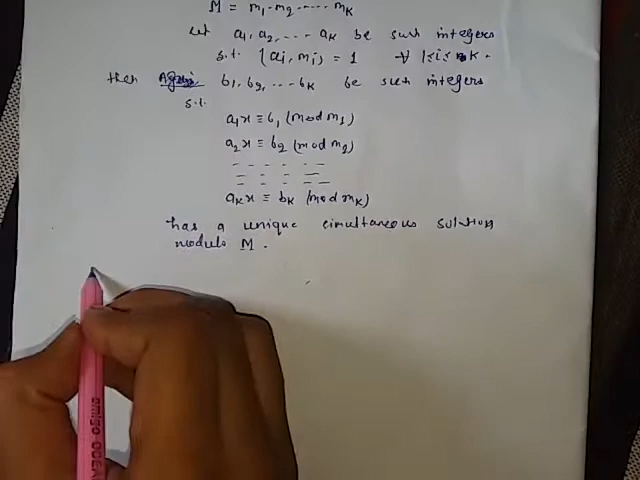 M = m₁·m₂·····mₖ
let a₁, a₂, ... aₖ be such integers
s.t. (aᵢ, mᵢ) = 1 ∀ 1≤i≤k.
then b₁, b₂, ... bₖ be such integers
s.t.
a₁x ≡ b₁ (mod m₁)
a₂x ≡ b₂ (mod m₂)
aₖx ≡ bₖ (mod mₖ)
has a unique simultaneous solution
modulo M.
amigo